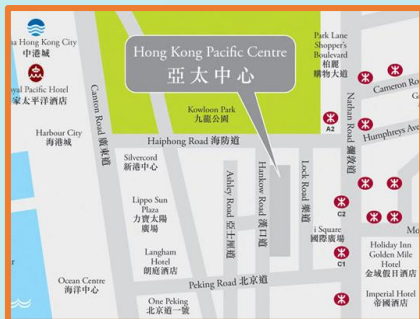 Hong Kong City
中港城
Pacific Hotel
太平洋酒店
Harbour City
海港城
Canton Road 廣東道
Hong Kong Pacific Centre
亞太中心
Kowloon Park
九龍公園
Park Lane
Shopper's
Boulevard
柏麗
購物大道
A2
Nathan Road 彌敦道
Cameron
Humphreys Ave
Haiphong Road 海防道
Silvercord
新港中心
Lippo Sun
Plaza
力寶太陽
廣場
Langham
Hotel
朗庭酒店
Ashley Road 亞士厘道
Hankow Road 漢口道
Lock Road 樂道
C2
i Square
國際廣場
C1
Mo
Holiday Inn
Golden Mile
Hotel
金城假日酒店
Imperial Hotel
帝國酒店
Peking Road 北京道
Ocean Centre
海洋中心
One Peking
北京道一號